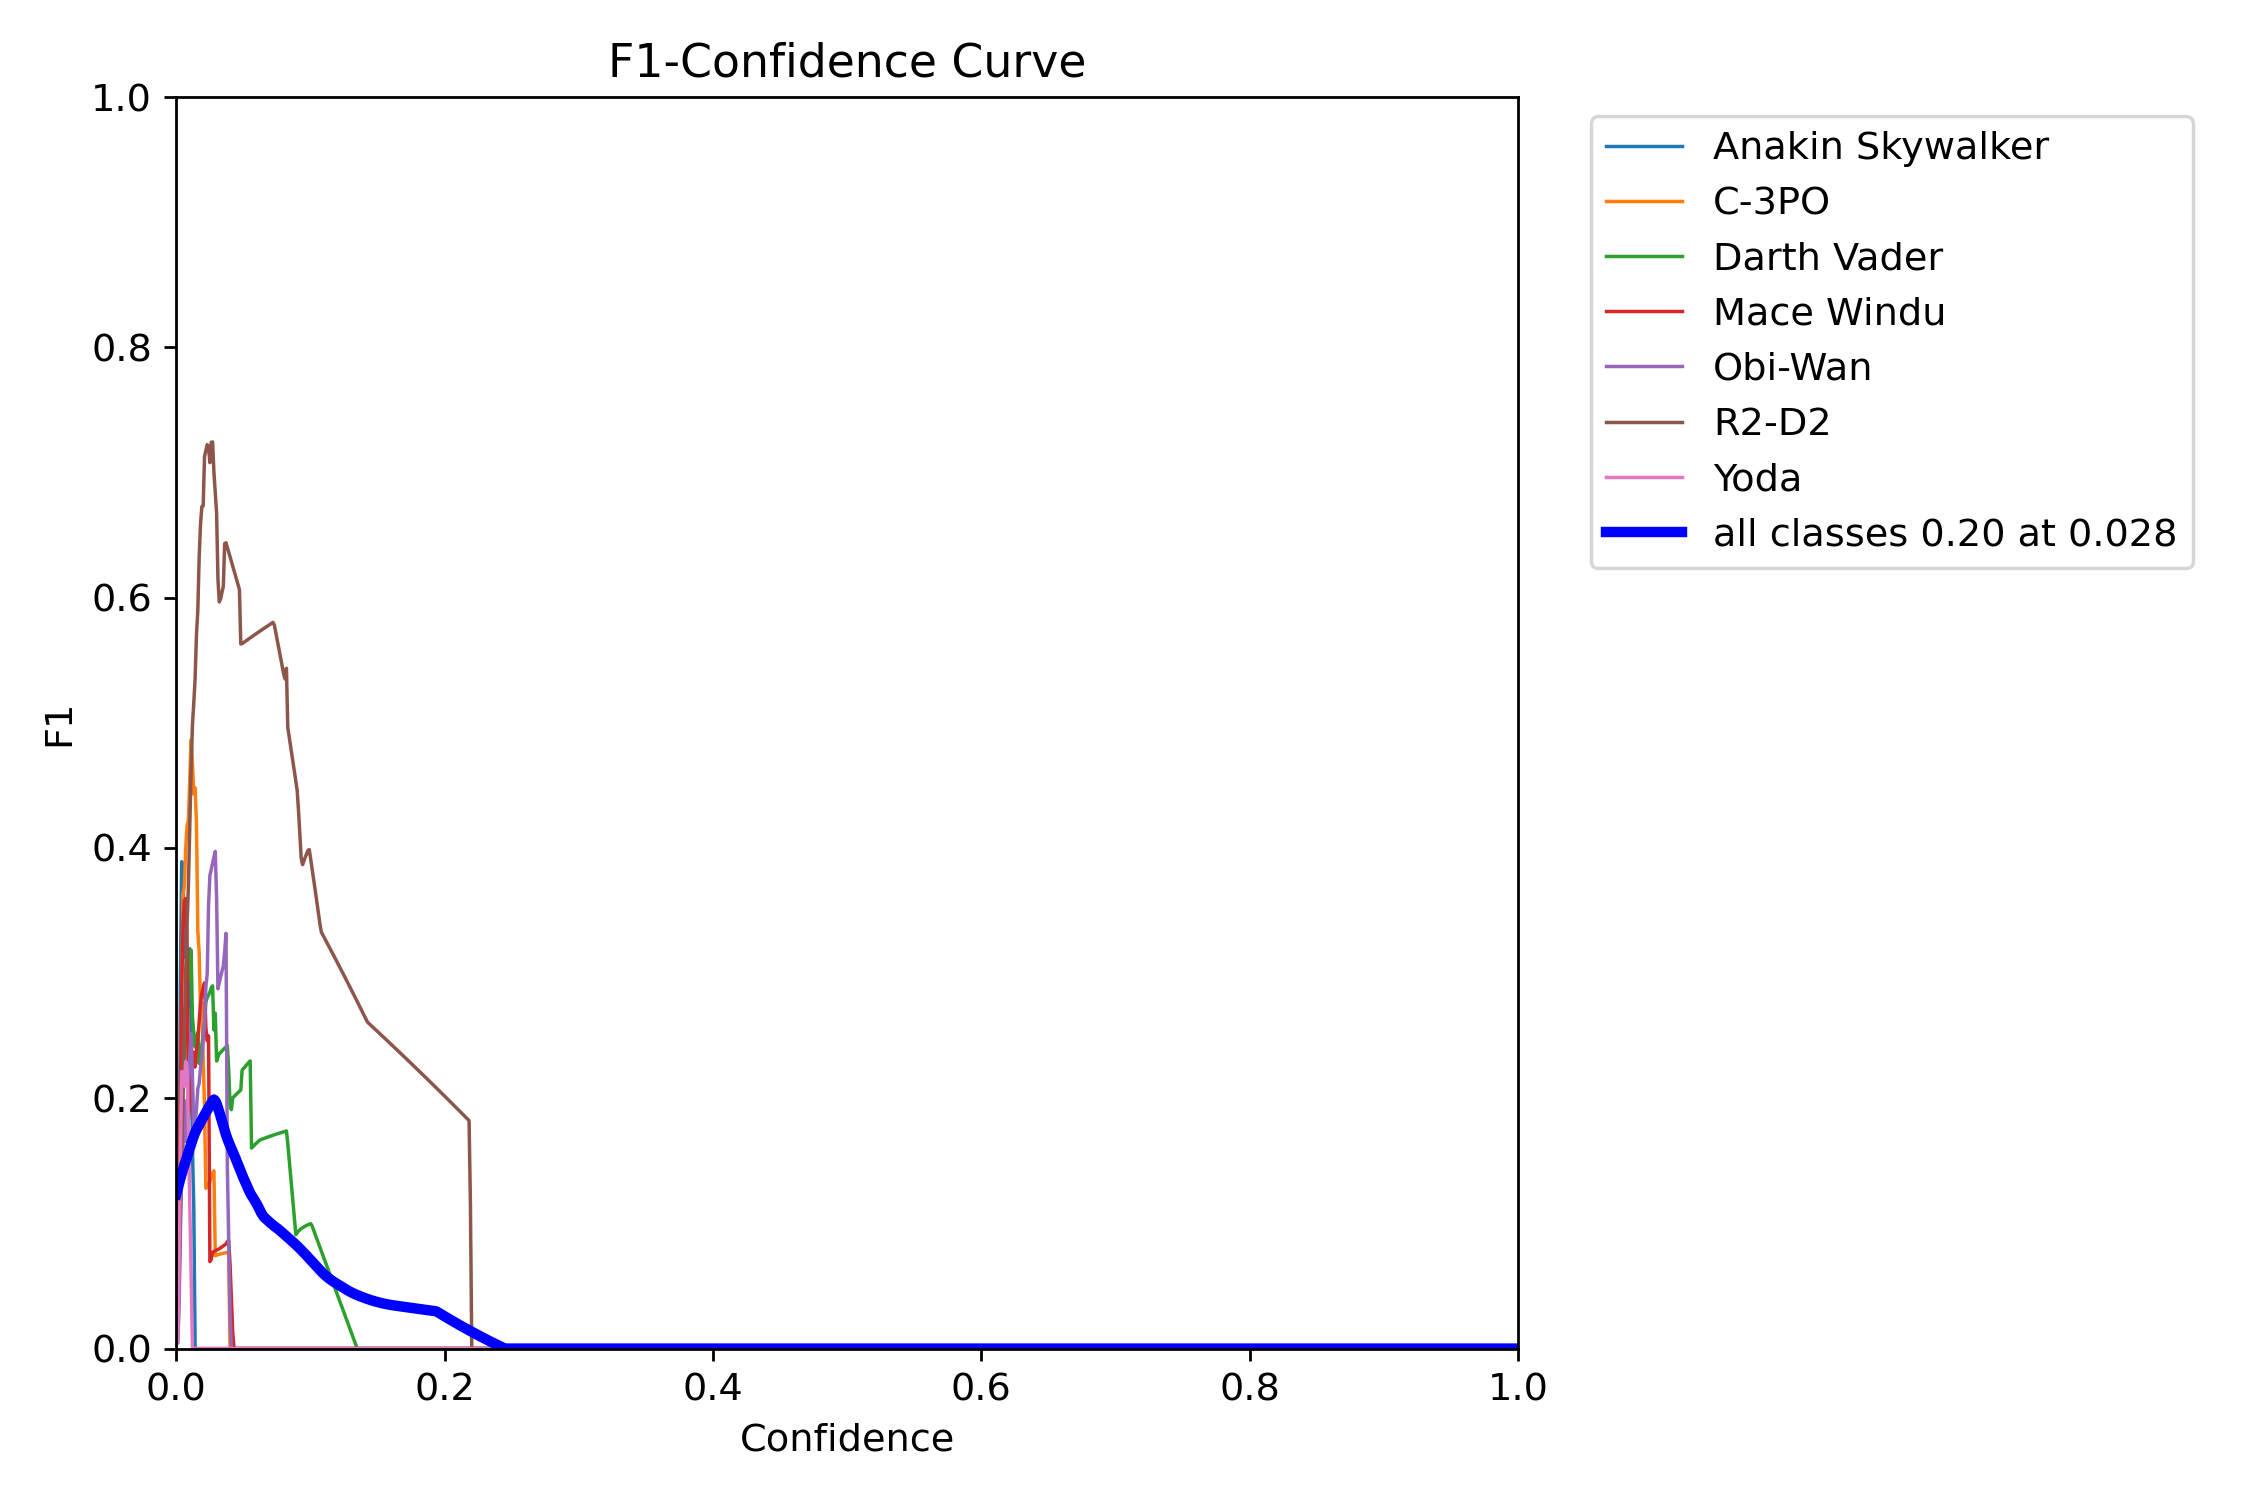 F1-Confidence Curve
1.0
0.8
0.6
0.4
0.2
0.0
F1
0.0 0.2 0.4 0.6 0.8 1.0
Confidence
Anakin Skywalker
C-3PO
Darth Vader
Mace Windu
Obi-Wan
R2-D2
Yoda
all classes 0.20 at 0.028